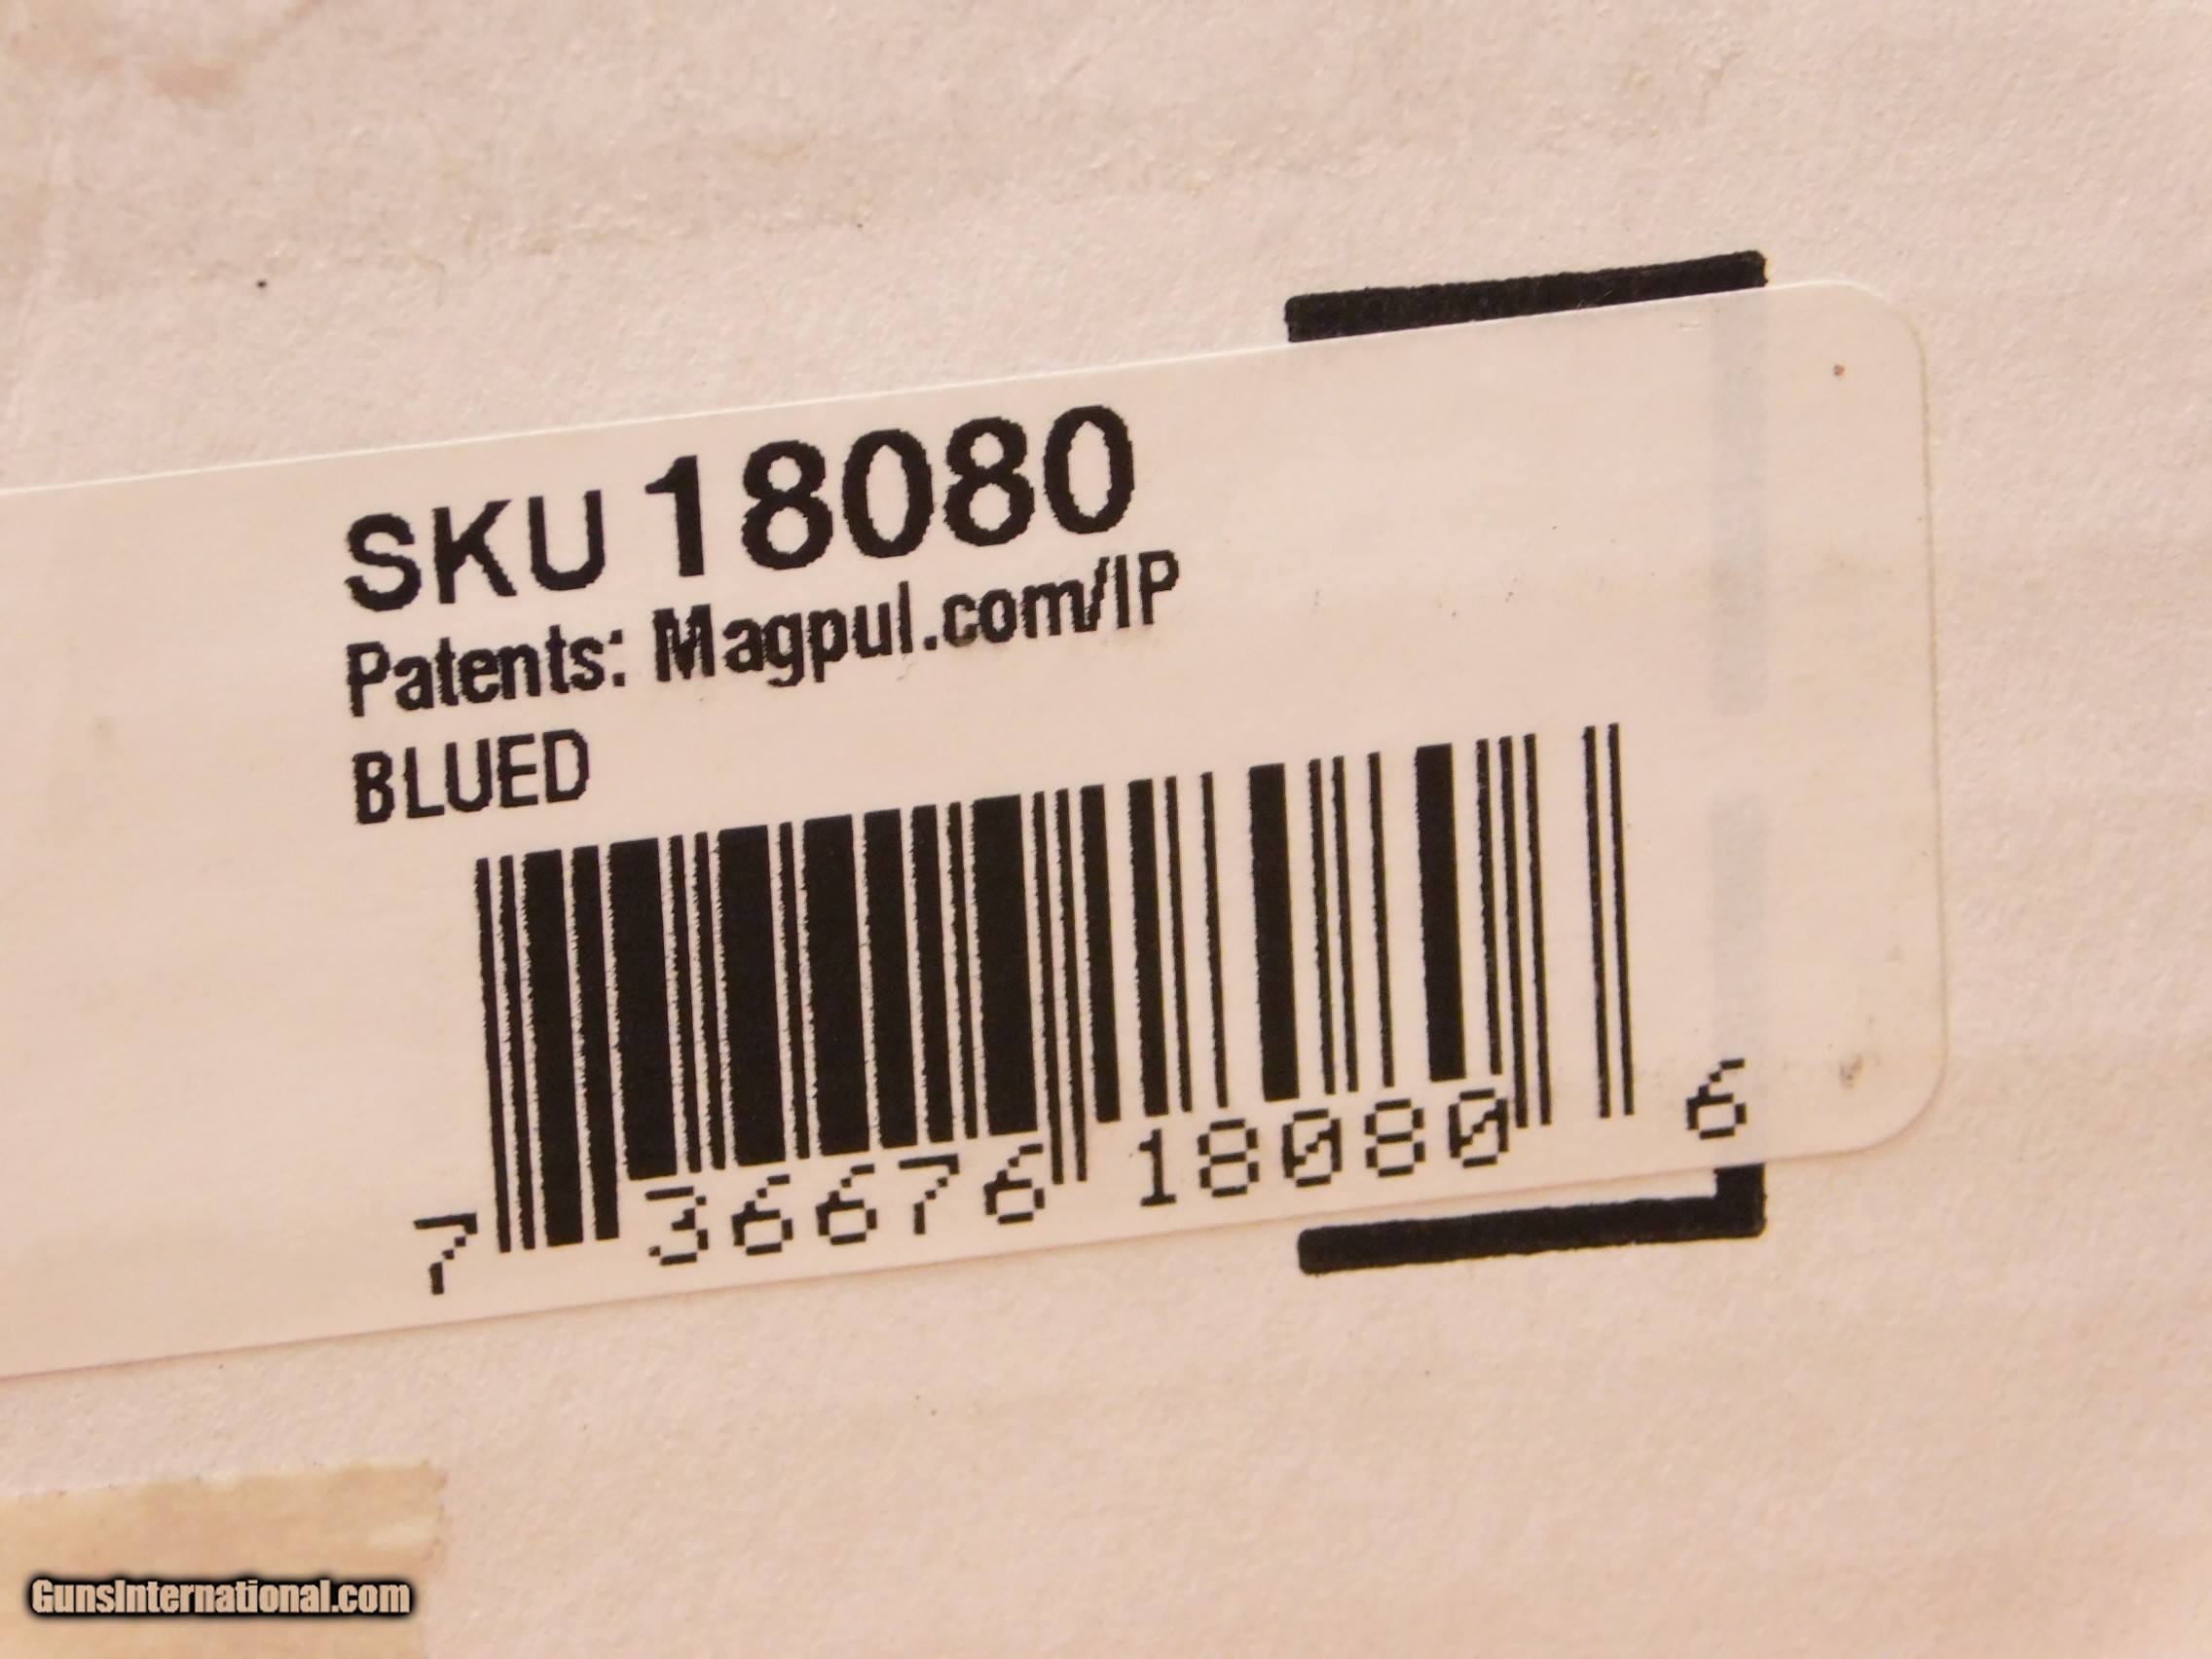 SKU 18080
Patents: Magpul.com/IP
BLUED
7 36676 18080 6
GunsInternational.com